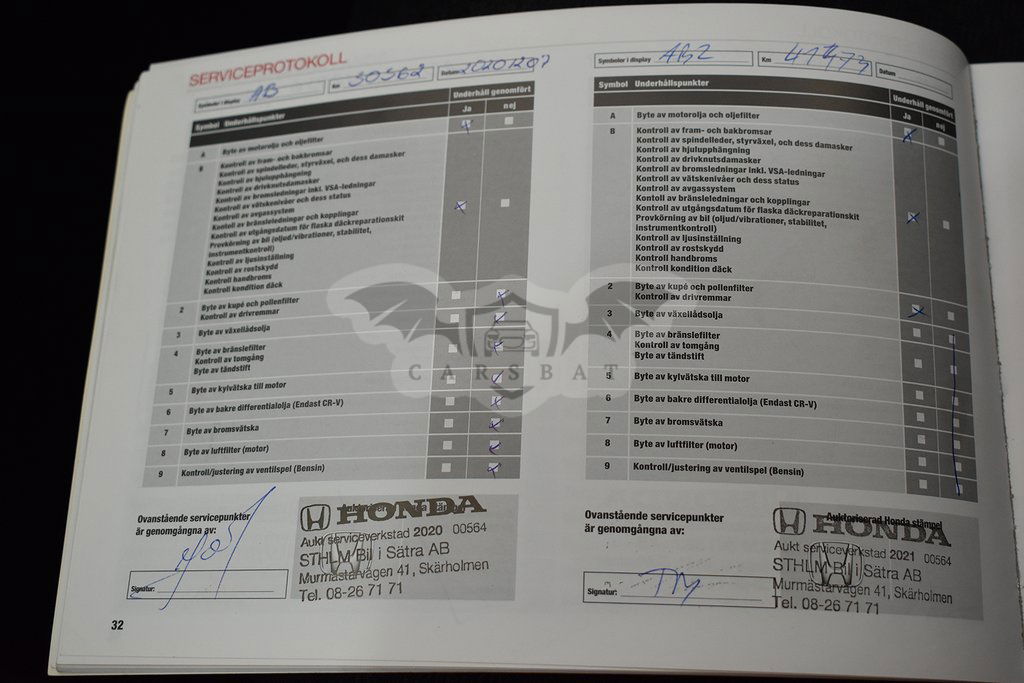 SERVICEPROTOKOLL
Symboler i display AB Km 30562 Datum 20201207
Symbol Underhållspunkter Underhåll genomfört
Ja nej
A Byte av motorolja och oljefilter
B Kontroll av fram- och bakbromsar
Kontroll av spindelleder, styrväxel, och dess damasker
Kontroll av hjulupphängning
Kontroll av drivknutsdamasker
Kontroll av bromsledningar inkl. VSA-ledningar
Kontroll av vätskenivåer och dess status
Kontroll av avgassystem
Kontoll av bränsleledningar och kopplingar
Kontroll av utgångsdatum för flaska däckreparationskit
Provkörning av bil (oljud/vibrationer, stabilitet,
instrumentkontroll)
Kontroll av ljusinställning
Kontroll av rostskydd
Kontroll handbroms
Kontroll kondition däck
2 Byte av kupé och pollenfilter
Kontroll av drivremmar
3 Byte av växellådsolja
4 Byte av bränslefilter
Kontroll av tomgång
Byte av tändstift
5 Byte av kylvätska till motor
6 Byte av bakre differentialolja (Endast CR-V)
7 Byte av bromsvätska
8 Byte av luftfilter (motor)
9 Kontroll/justering av ventilspel (Bensin)
Ovanstående servicepunkter
är genomgångna av:
Signatur:
HONDA
Aukt serviceverkstad 2020 00564
STHLM Bil i Sätra AB
Murmästarvägen 41, Skärholmen
Tel. 08-26 71 71
32
Symboler i display AB2 Km 41473 Datum
Symbol Underhållspunkter Underhåll genomfört
Ja nej
A Byte av motorolja och oljefilter
B Kontroll av fram- och bakbromsar
Kontroll av spindelleder, styrväxel, och dess damasker
Kontroll av hjulupphängning
Kontroll av drivknutsdamasker
Kontroll av bromsledningar inkl. VSA-ledningar
Kontroll av vätskenivåer och dess status
Kontroll av avgassystem
Kontoll av bränsleledningar och kopplingar
Kontroll av utgångsdatum för flaska däckreparationskit
Provkörning av bil (oljud/vibrationer, stabilitet,
instrumentkontroll)
Kontroll av ljusinställning
Kontroll av rostskydd
Kontroll handbroms
Kontroll kondition däck
2 Byte av kupé och pollenfilter
Kontroll av drivremmar
3 Byte av växellådsolja
4 Byte av bränslefilter
Kontroll av tomgång
Byte av tändstift
5 Byte av kylvätska till motor
6 Byte av bakre differentialolja (Endast CR-V)
7 Byte av bromsvätska
8 Byte av luftfilter (motor)
9 Kontroll/justering av ventilspel (Bensin)
Ovanstående servicepunkter
är genomgångna av:
Signatur:
Auktoriserad Honda stämpel
HONDA
Aukt serviceverkstad 2021 00564
STHLM Bil i Sätra AB
Murmästarvägen 41, Skärholmen
Tel. 08-26 71 71
CARSBAT